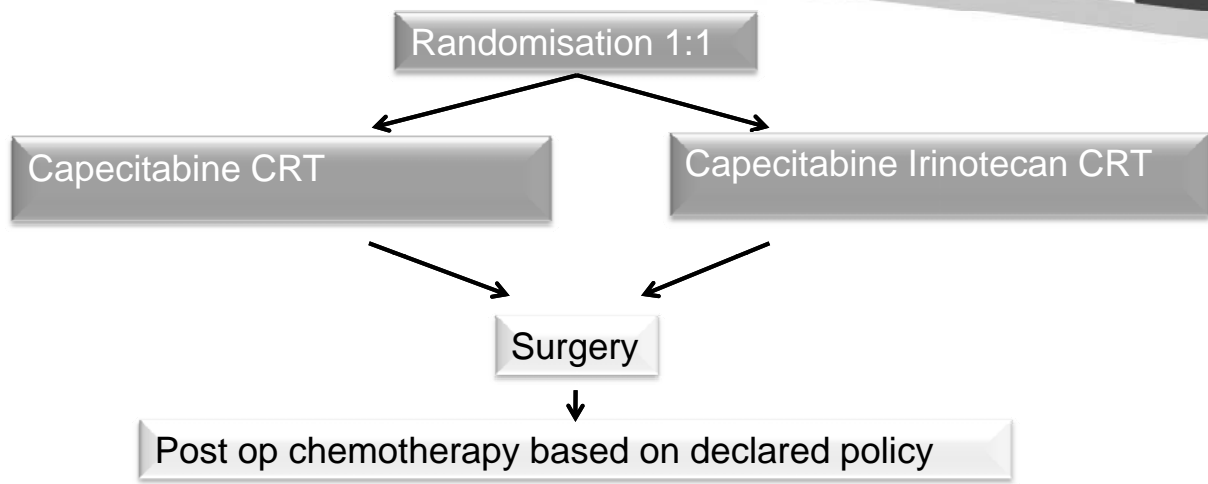 Randomisation 1:1
Capecitabine CRT
Capecitabine Irinotecan CRT
Surgery
Post op chemotherapy based on declared policy